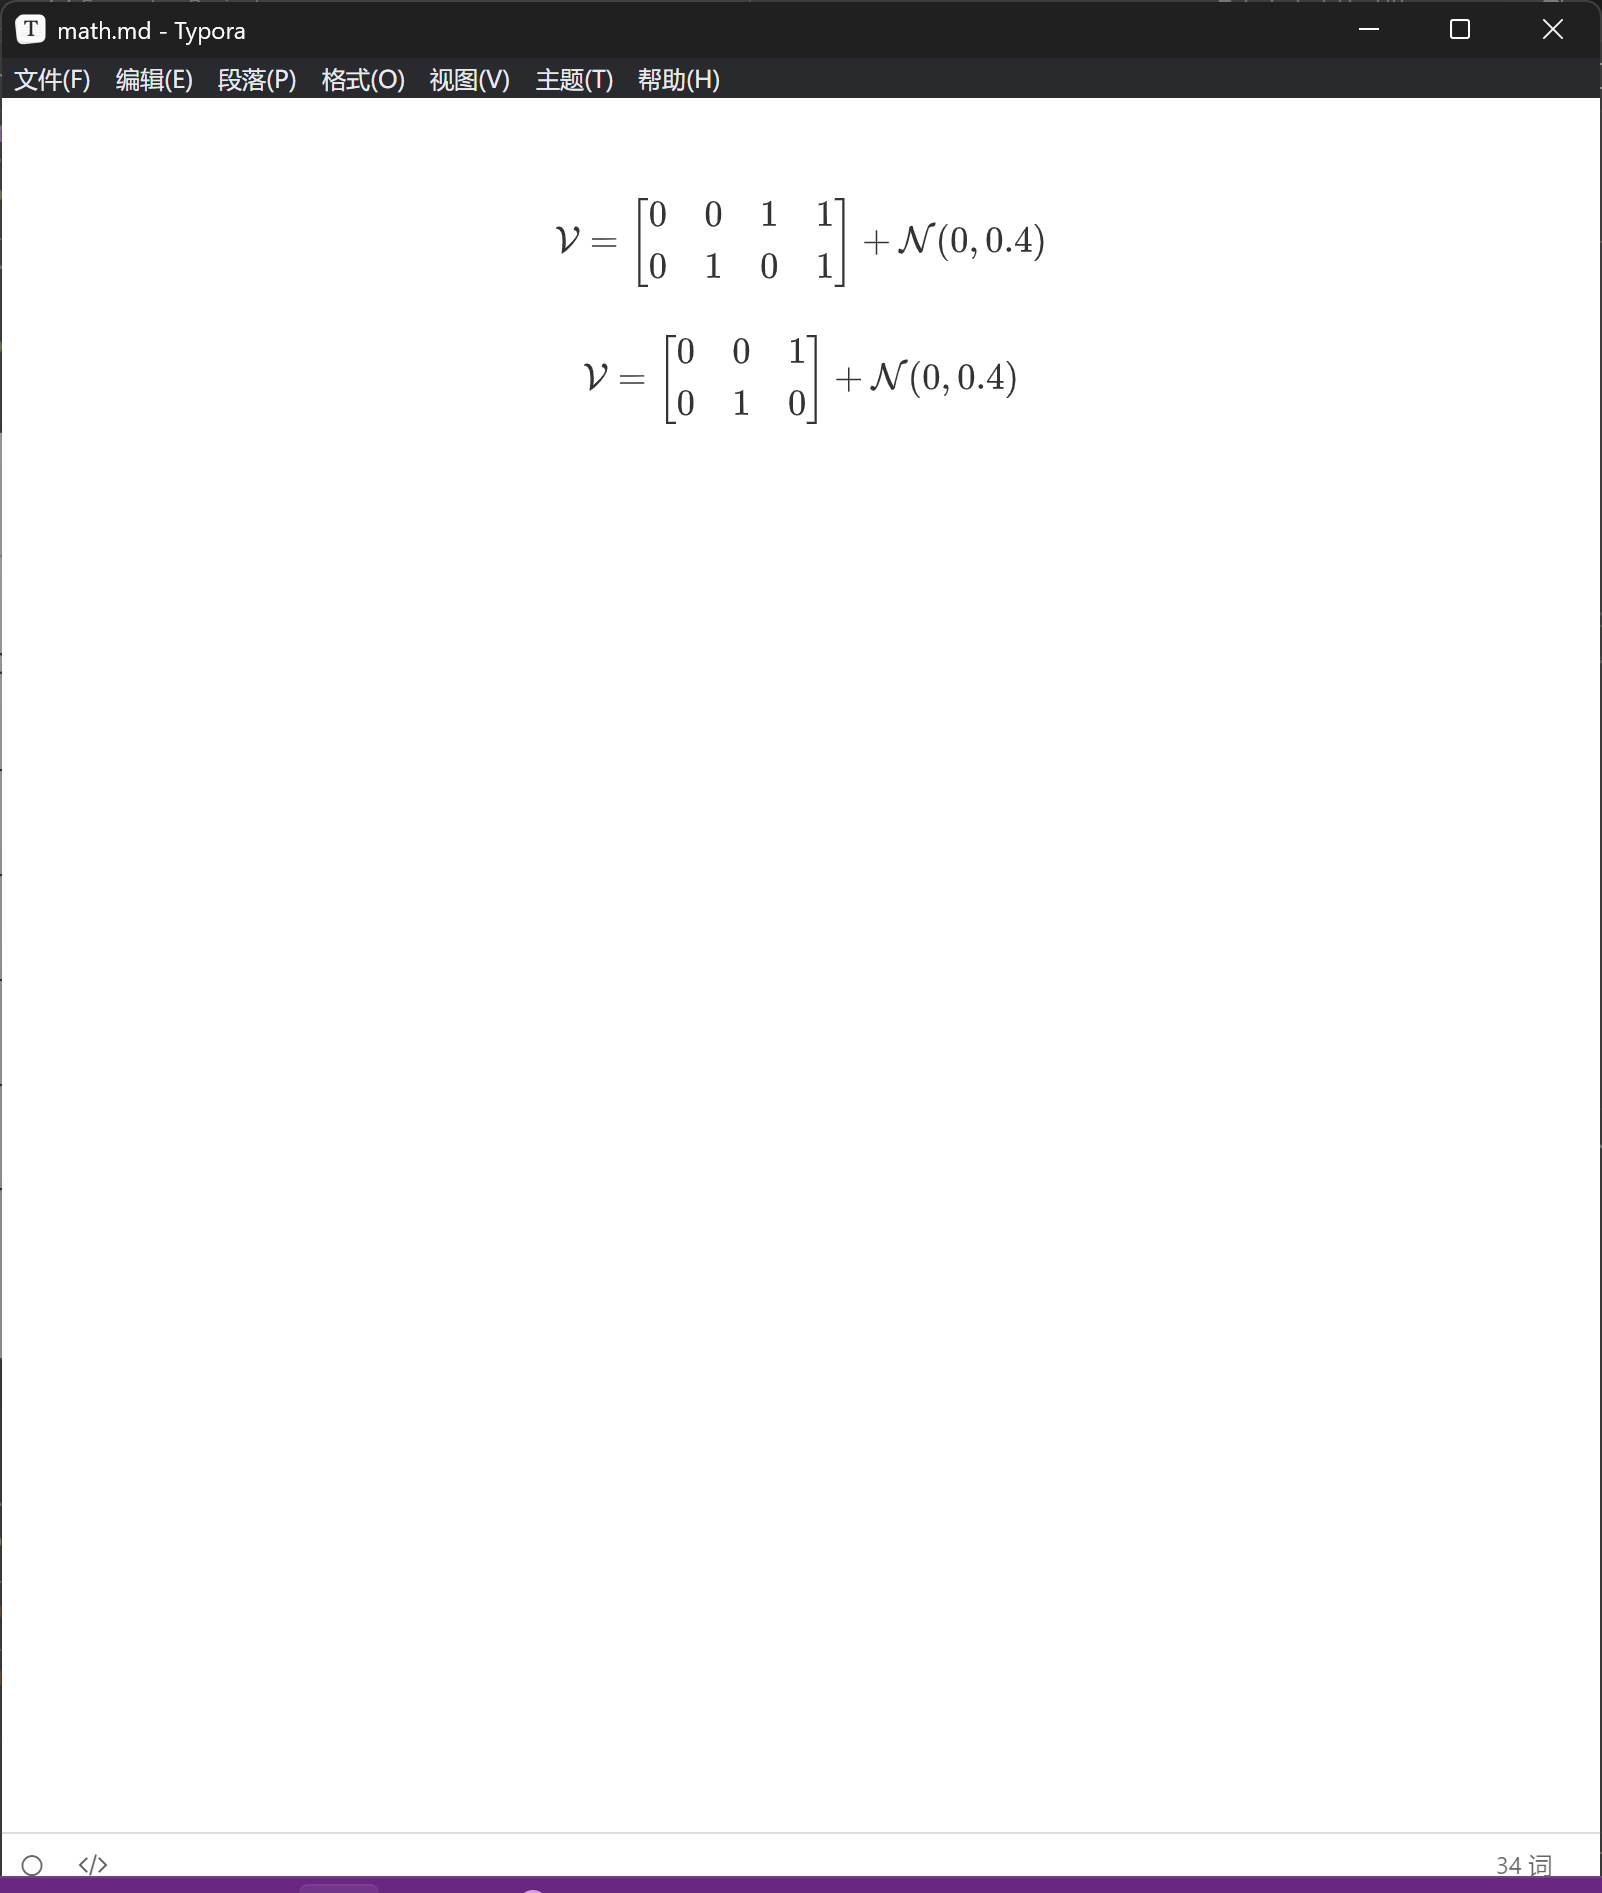 math.md - Typora
文件(F) 编辑(E) 段落(P) 格式(O) 视图(V) 主题(T) 帮助(H)
𝒱 = [0 0 1 1; 0 1 0 1] + 𝒩(0, 0.4)
𝒱 = [0 0 1; 0 1 0] + 𝒩(0, 0.4)
</> 34 词